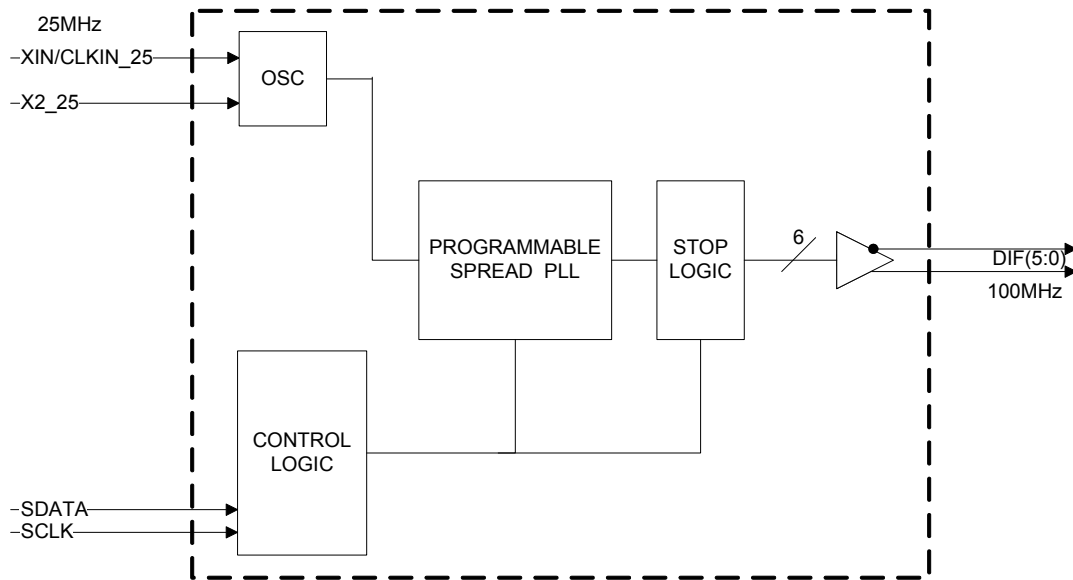 25MHz
XIN/CLKIN_25
X2_25
OSC
PROGRAMMABLE
SPREAD PLL
STOP
LOGIC
6
DIF(5:0)
100MHz
CONTROL
LOGIC
SDATA
SCLK